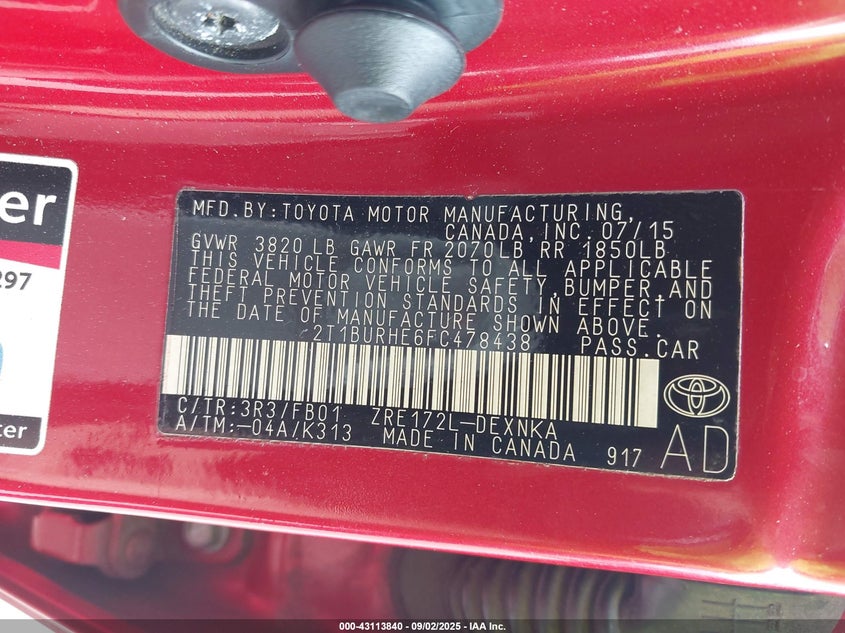 er
297
ter
MFD.BY:TOYOTA MOTOR MANUFACTURING,
CANADA,INC.07/15
GVWR 3820 LB GAWR FR 2070 LB RR 1850LB
THIS VEHICLE CONFORMS TO ALL APPLICABLE
FEDERAL MOTOR VEHICLE SAFETY,BUMPER,AND
THEFT PREVENTION STANDARDS IN EFFECT ON
THE DATE OF MANUFACTURE SHOWN ABOVE.
2T1BURHE6FC478438 PASS.CAR
C/TR:3R3/FB01 ZRE172L-DEXNKA
A/TM:-04A/K313 MADE IN CANADA 917 AD
000-43113840 - 09/02/2025 - IAA Inc.